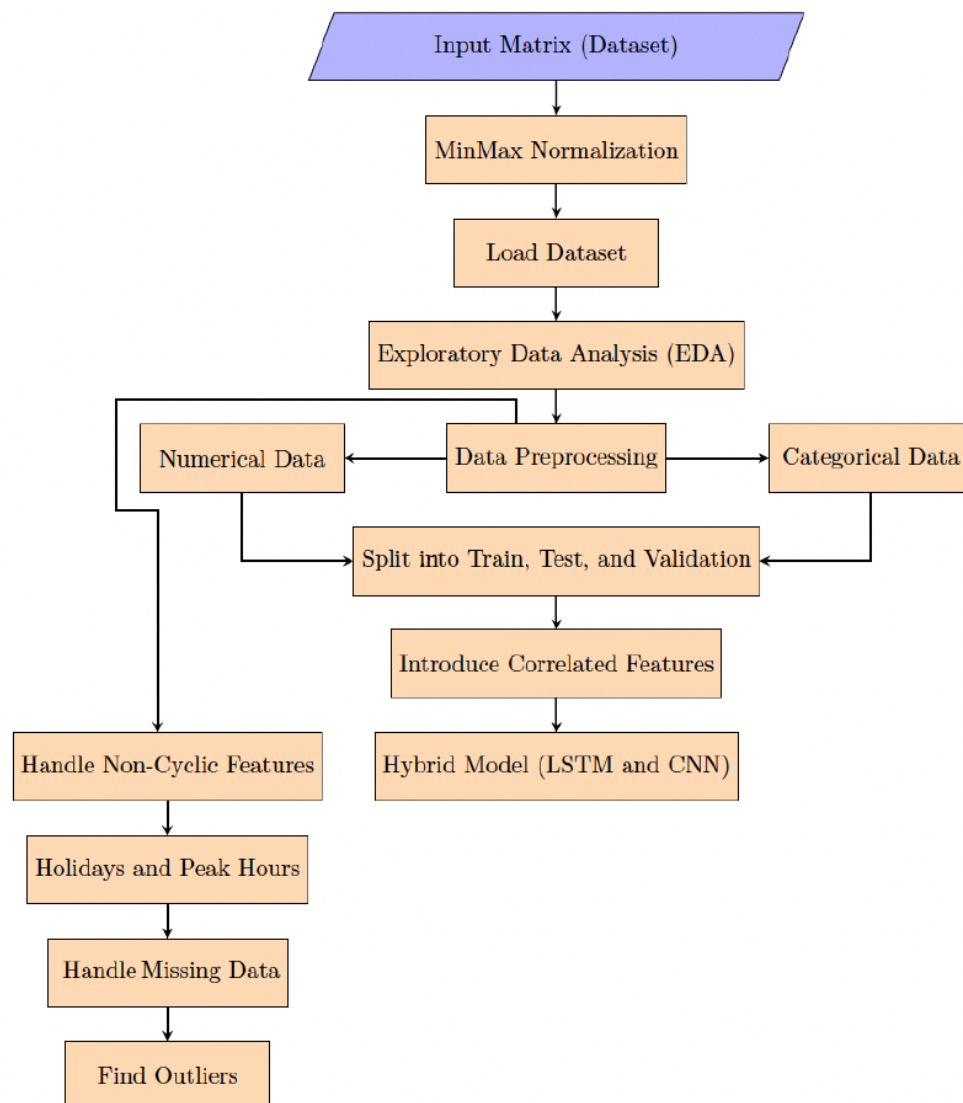 Input Matrix (Dataset)
MinMax Normalization
Load Dataset
Exploratory Data Analysis (EDA)
Numerical Data
Data Preprocessing
Categorical Data
Split into Train, Test, and Validation
Introduce Correlated Features
Handle Non-Cyclic Features
Hybrid Model (LSTM and CNN)
Holidays and Peak Hours
Handle Missing Data
Find Outliers